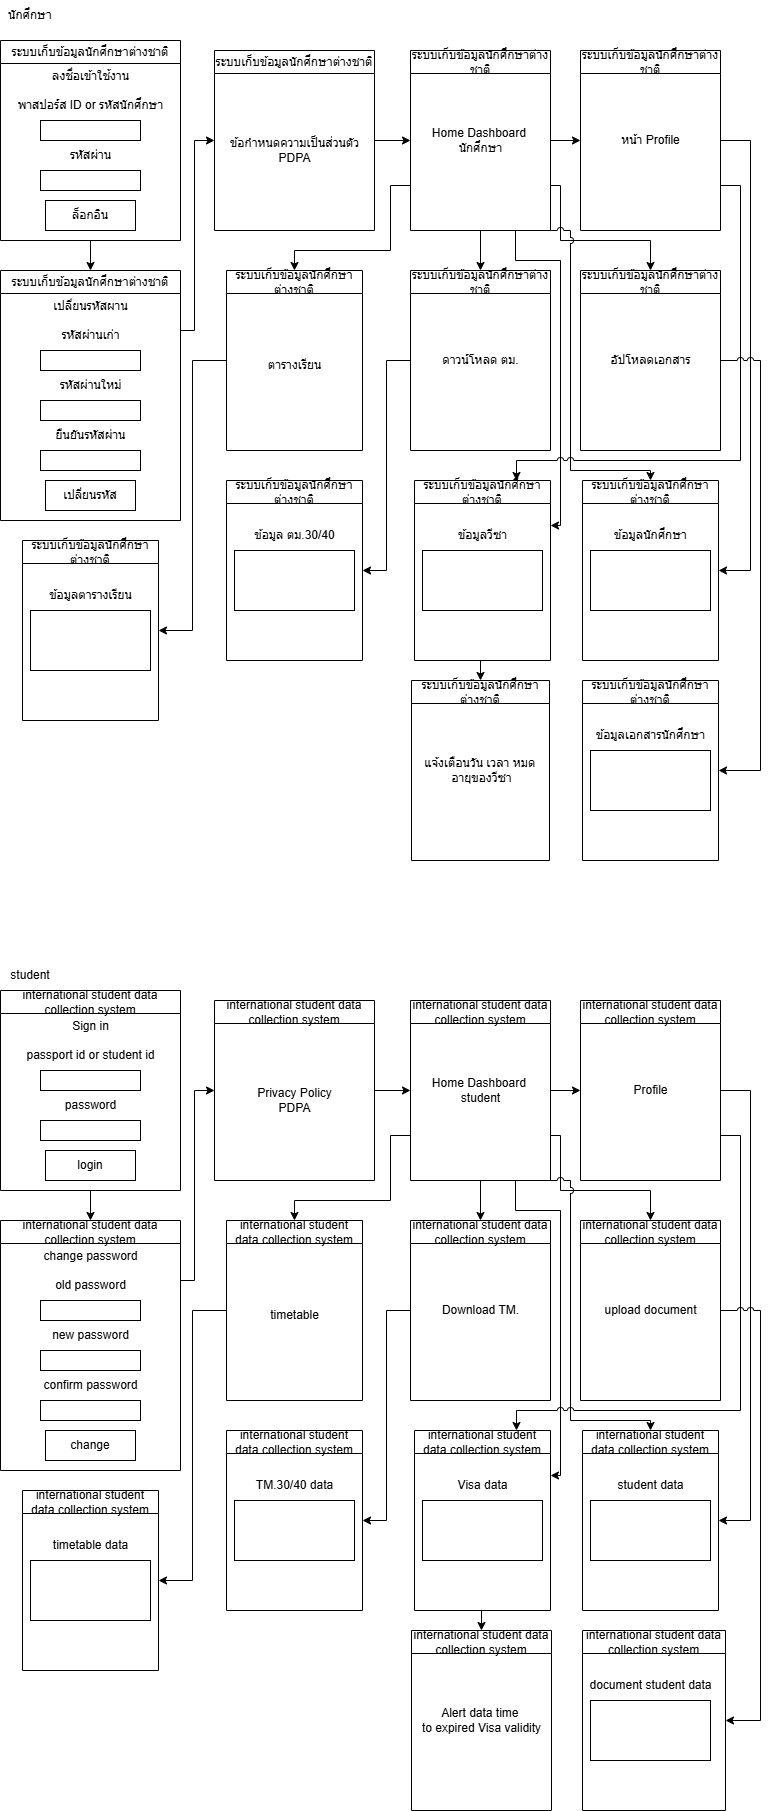 นักศึกษา
ระบบเก็บข้อมูลนักศึกษาต่างชาติ
ลงชื่อเข้าใช้งาน
พาสปอร์ส ID or รหัสนักศึกษา
รหัสผ่าน
ล็อกอิน
ระบบเก็บข้อมูลนักศึกษาต่างชาติ
ข้อกำหนดความเป็นส่วนตัว
PDPA
ระบบเก็บข้อมูลนักศึกษาต่าง
ชาติ
Home Dashboard
นักศึกษา
ระบบเก็บข้อมูลนักศึกษาต่าง
ชาติ
หน้า Profile
ระบบเก็บข้อมูลนักศึกษาต่างชาติ
เปลี่ยนรหัสผาน
รหัสผ่านเก่า
รหัสผ่านใหม่
ยืนยันรหัสผ่าน
เปลี่ยนรหัส
ระบบเก็บข้อมูลนักศึกษา
ต่างชาติ
ตารางเรียน
ระบบเก็บข้อมูลนักศึกษาต่าง
ชาติ
ดาวน์โหลด ตม.
ระบบเก็บข้อมูลนักศึกษาต่าง
ชาติ
อัปโหลดเอกสาร
ระบบเก็บข้อมูลนักศึกษา
ต่างชาติ
ข้อมูลตารางเรียน
ระบบเก็บข้อมูลนักศึกษา
ต่างชาติ
ข้อมูล ตม.30/40
ระบบเก็บข้อมูลนักศึกษา
ต่างชาติ
ข้อมูลวีซา
ระบบเก็บข้อมูลนักศึกษา
ต่างชาติ
ข้อมูลนักศึกษา
ระบบเก็บข้อมูลนักศึกษา
ต่างชาติ
แจ้งเตือนวัน เวลา หมด
อายุของวีซา
ระบบเก็บข้อมูลนักศึกษา
ต่างชาติ
ข้อมูลเอกสารนักศึกษา
student
international student data
collection system
Sign in
passport id or student id
password
login
international student data
collection system
Privacy Policy
PDPA
international student data
collection system
Home Dashboard
student
international student data
collection system
Profile
international student data
collection system
change password
old password
new password
confirm password
change
international student
data collection system
timetable
international student data
collection system
Download TM.
international student data
collection system
upload document
international student
data collection system
timetable data
international student
data collection system
TM.30/40 data
international student
data collection system
Visa data
international student
data collection system
student data
international student data
collection system
Alert data time
to expired Visa validity
international student data
collection system
document student data